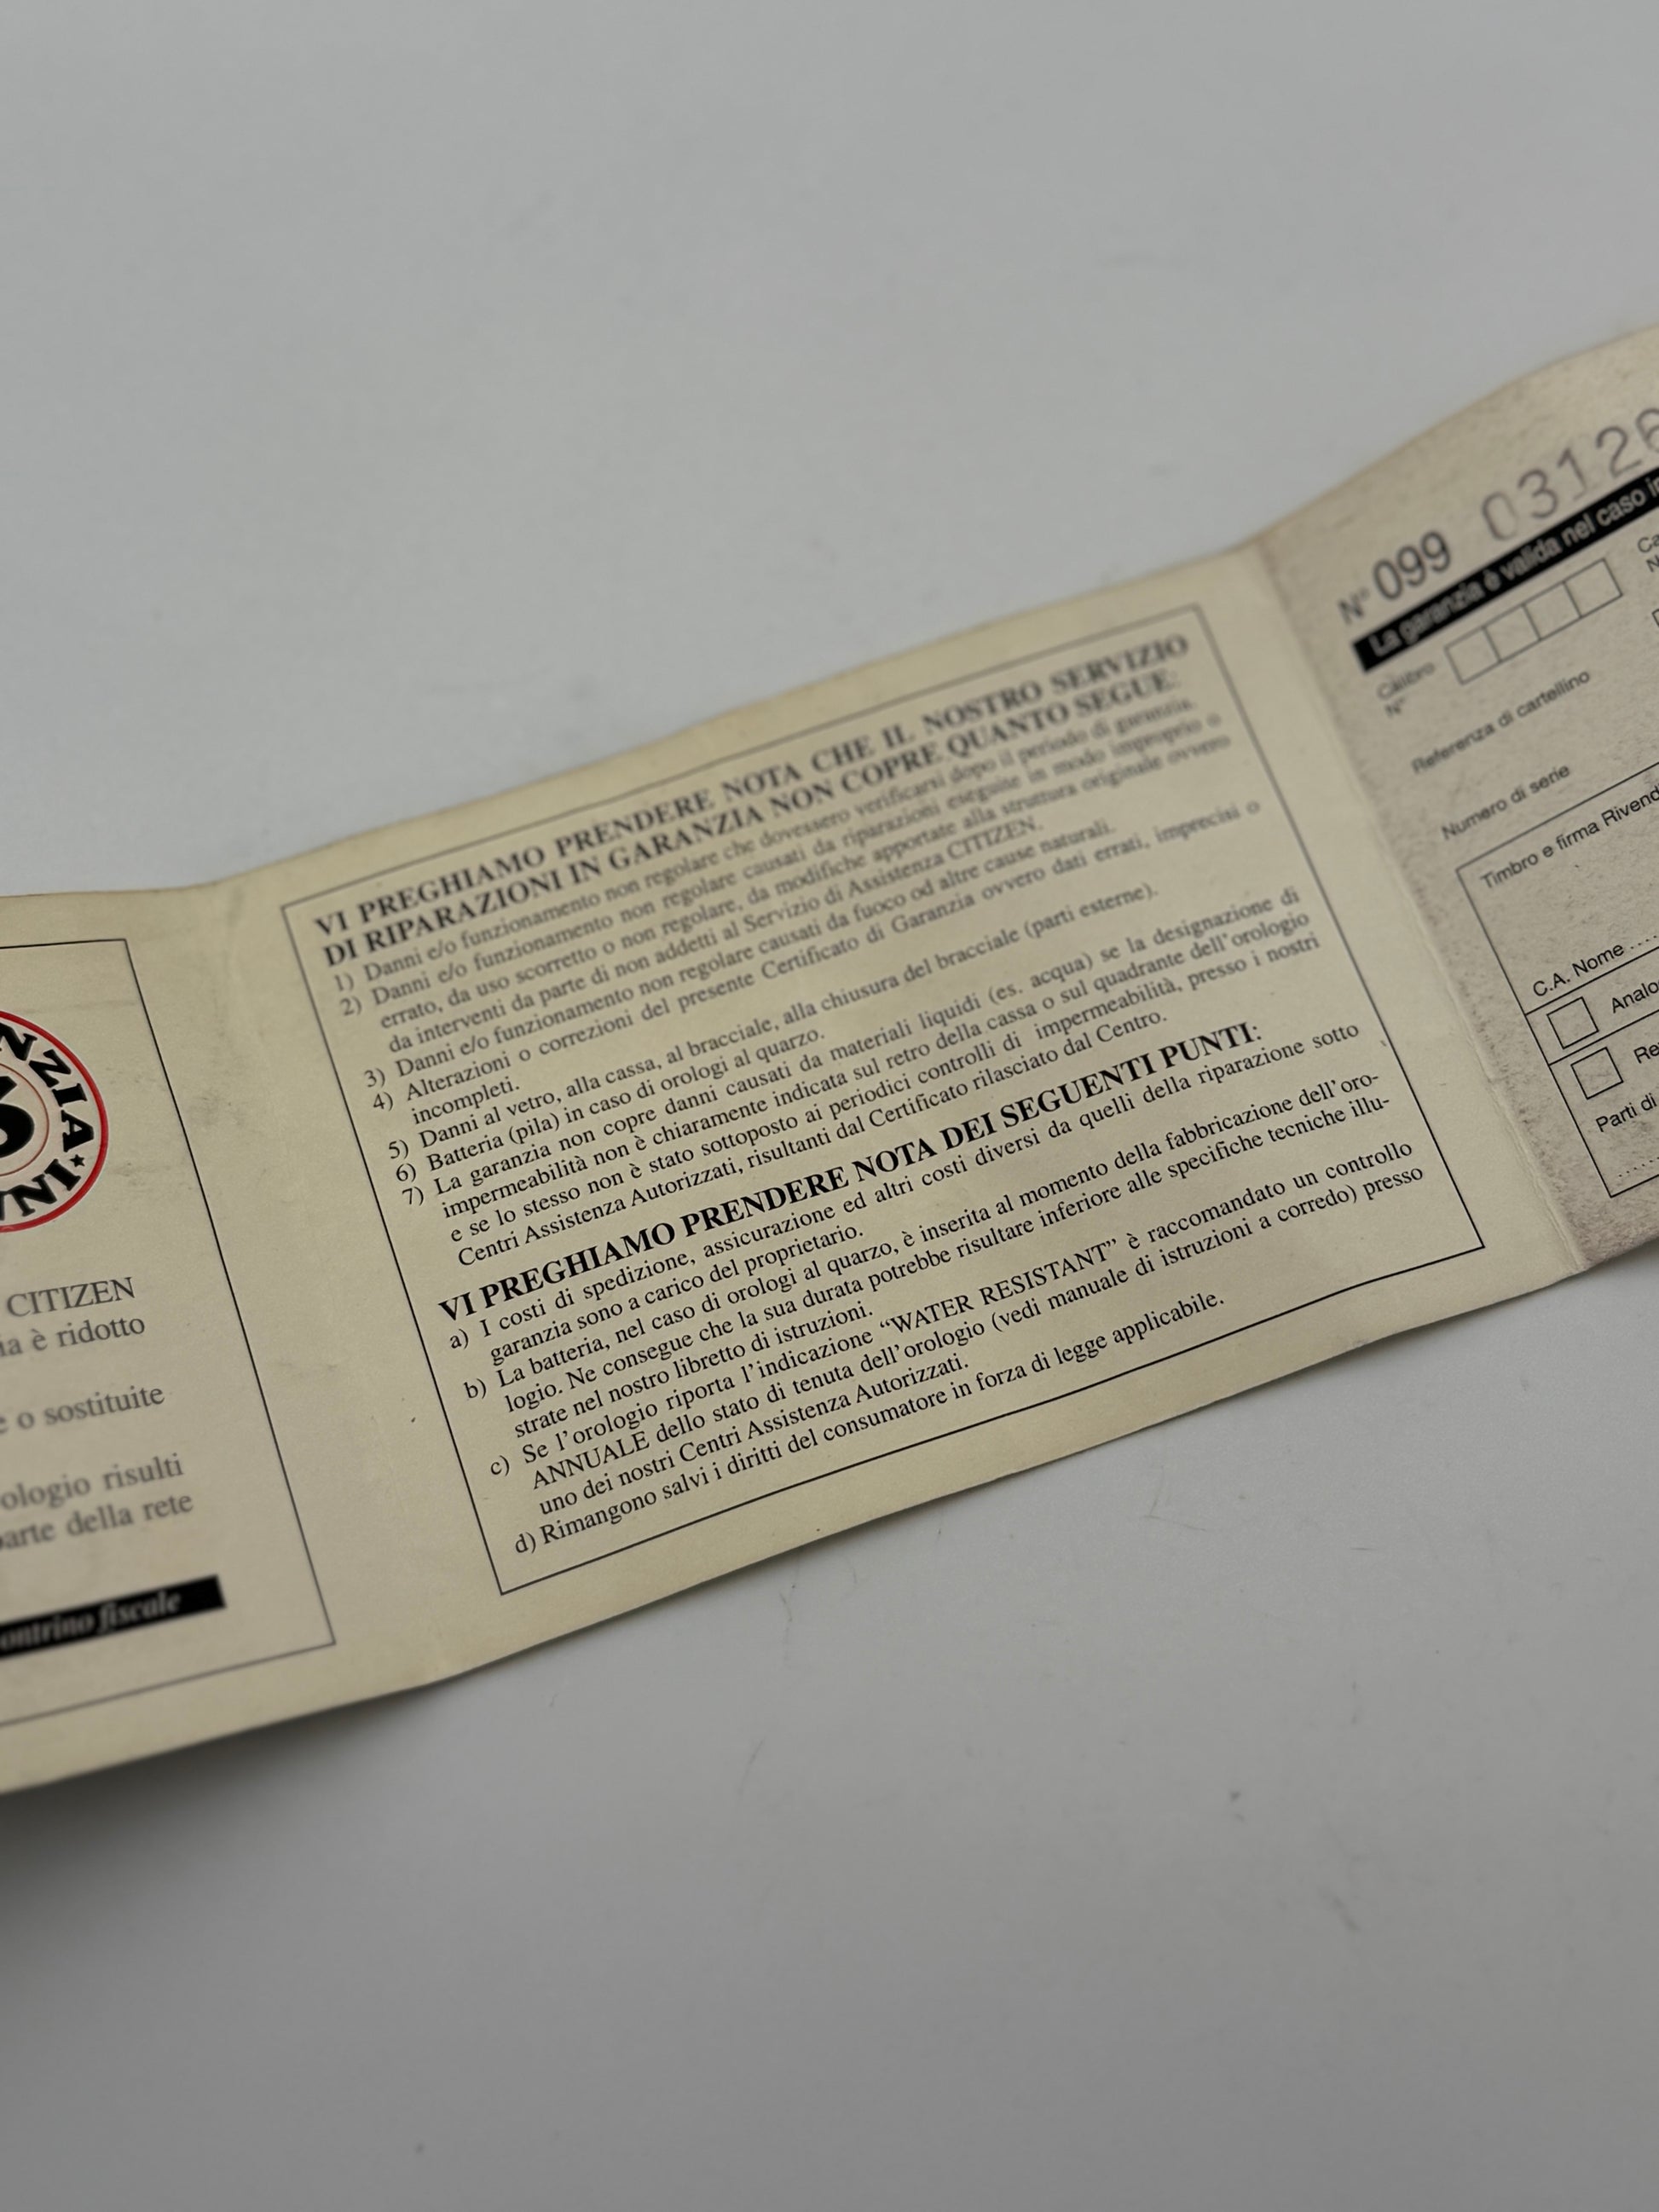 CITIZEN
è ridotto
o sostituite
risulti
della rete
fiscale
VI PREGHIAMO PRENDERE NOTA CHE IL NOSTRO SERVIZIO
DI RIPARAZIONI IN GARANZIA NON COPRE QUANTO SEGUE:
1) Danni e/o funzionamento non regolare che dovessero verificarsi dopo il periodo di garanzia.
2) Danni e/o funzionamento non regolare causati da riparazioni eseguite in modo improprio o
errato, da uso scorretto o non regolare, da modifiche apportate alla struttura originale ovvero
da interventi da parte di non addetti al Servizio di Assistenza CITIZEN.
3) Danni e/o funzionamento non regolare causati da fuoco od altre cause naturali.
4) Alterazioni o correzioni del presente Certificato di Garanzia ovvero dati errati, imprecisi o
incompleti.
5) Danni al vetro, alla cassa, al bracciale, alla chiusura del bracciale (parti esterne).
6) Batteria (pila) in caso di orologi al quarzo.
7) La garanzia non copre danni causati da materiali liquidi (es. acqua) se la designazione di
impermeabilità non è chiaramente indicata sul retro della cassa o sul quadrante dell'orologio
e se lo stesso non è stato sottoposto ai periodici controlli di impermeabilità, presso i nostri
Centri Assistenza Autorizzati, risultanti dal Certificato rilasciato dal Centro.
VI PREGHIAMO PRENDERE NOTA DEI SEGUENTI PUNTI:
a) I costi di spedizione, assicurazione ed altri costi diversi da quelli della riparazione sotto
garanzia sono a carico del proprietario.
b) La batteria, nel caso di orologi al quarzo, è inserita al momento della fabbricazione dell'oro-
logio. Ne consegue che la sua durata potrebbe risultare inferiore alle specifiche tecniche illu-
strate nel nostro libretto di istruzioni.
c) Se l'orologio riporta l'indicazione "WATER RESISTANT" è raccomandato un controllo
ANNUALE dello stato di tenuta dell'orologio (vedi manuale di istruzioni a corredo) presso
uno dei nostri Centri Assistenza Autorizzati.
d) Rimangono salvi i diritti del consumatore in forza di legge applicabile.
N° 099 03126
La garanzia è valida nel caso
Calibro
N°
Referenza di cartellino
Numero di serie
Timbro e firma
C.A. Nome
Parti di